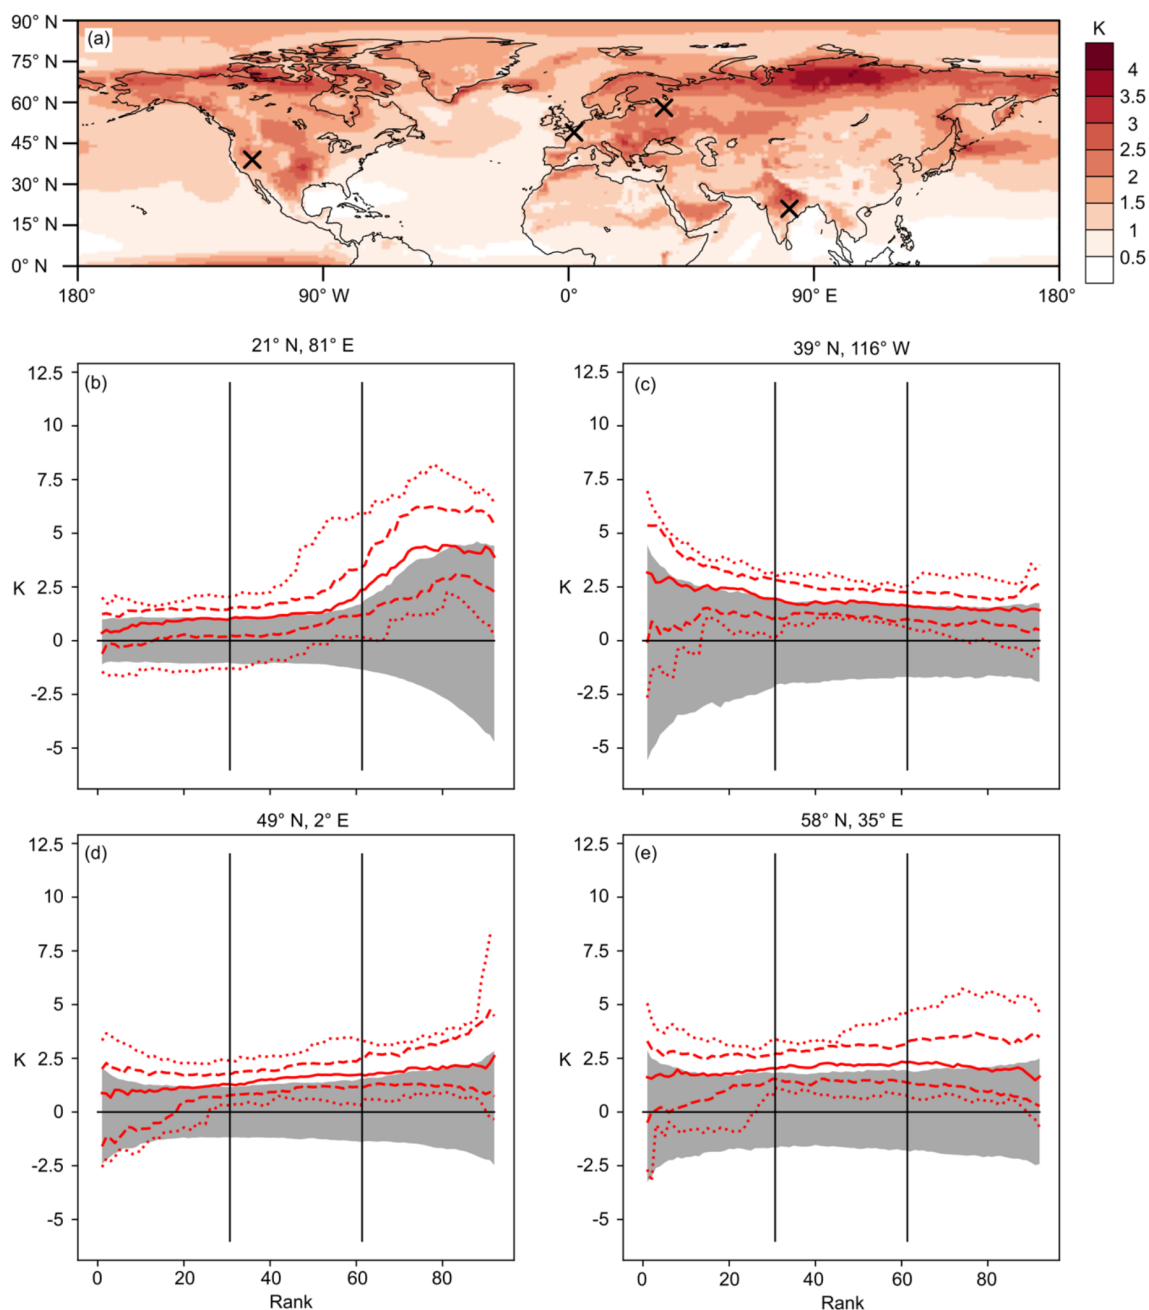 90° N
75° N
60° N
45° N
30° N
15° N
0° N
(a)
180°
90° W
0°
90° E
180°
K
4
3.5
3
2.5
2
1.5
1
0.5
21° N, 81° E
(b)
12.5
10
7.5
5
2.5
0
-2.5
-5
K
39° N, 116° W
(c)
12.5
10
7.5
5
2.5
0
-2.5
-5
K
49° N, 2° E
(d)
12.5
10
7.5
5
2.5
0
-2.5
-5
K
0 20 40 60 80
Rank
58° N, 35° E
(e)
12.5
10
7.5
5
2.5
0
-2.5
-5
K
0 20 40 60 80
Rank